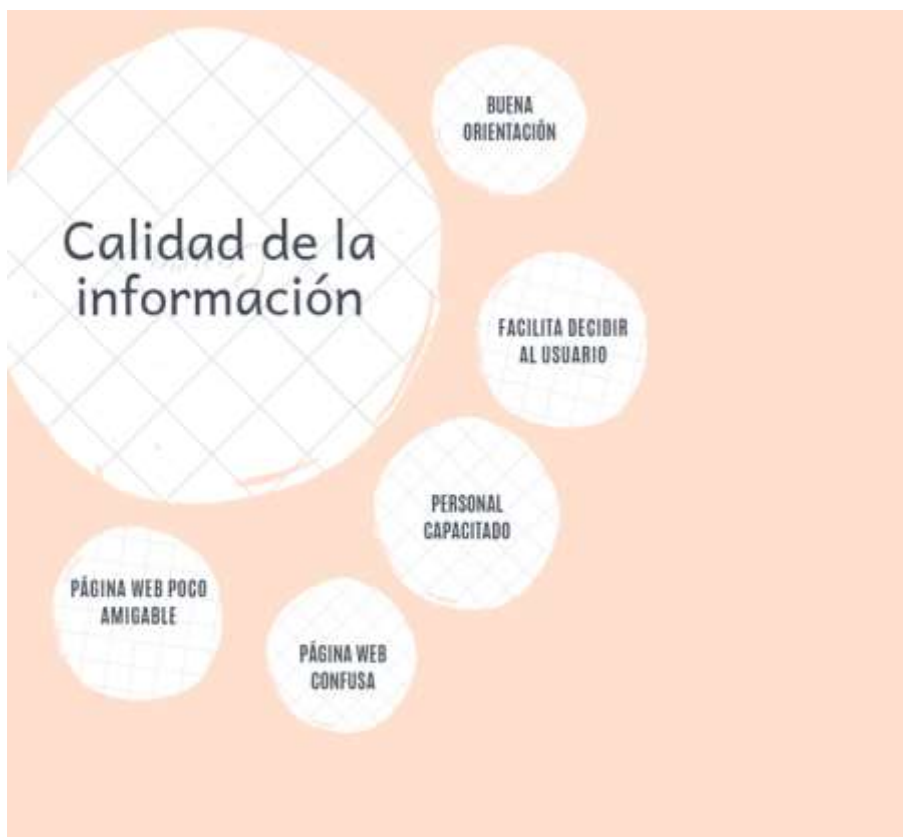 Calidad de la
información
BUENA
ORIENTACIÓN
FACILITA DECIDIR
AL USUARIO
PERSONAL
CAPACITADO
PÁGINA WEB POCO
AMIGABLE
PÁGINA WEB
CONFUSA